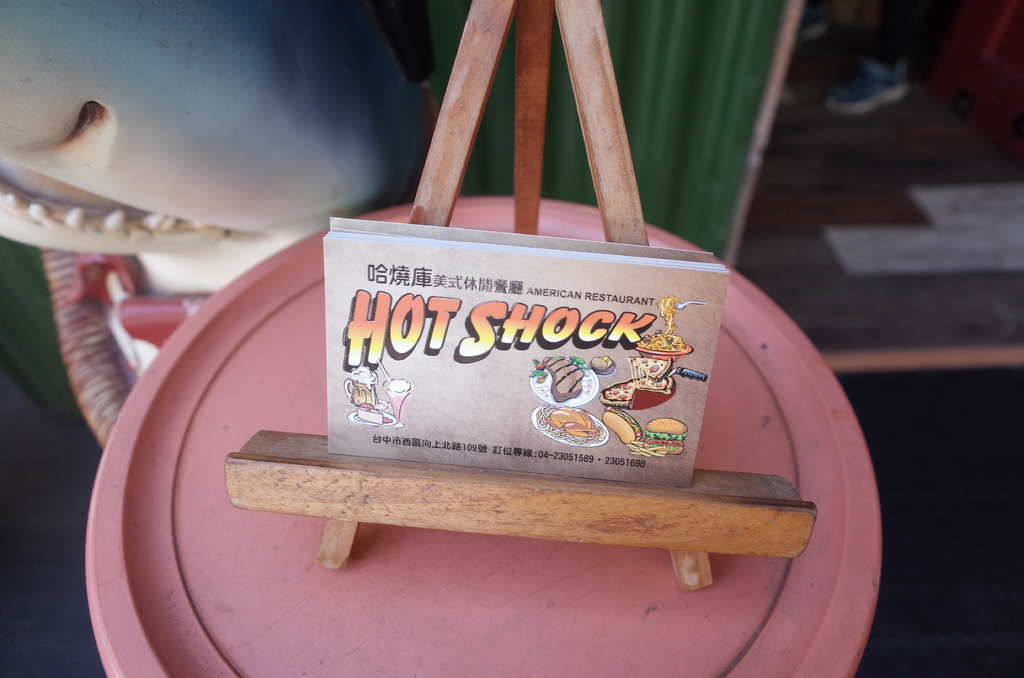 哈燒庫美式休閒餐廳 AMERICAN RESTAURANT
HOT SHOCK
台中市西區向上北路109號 訂位專線:04-23051589・23051698